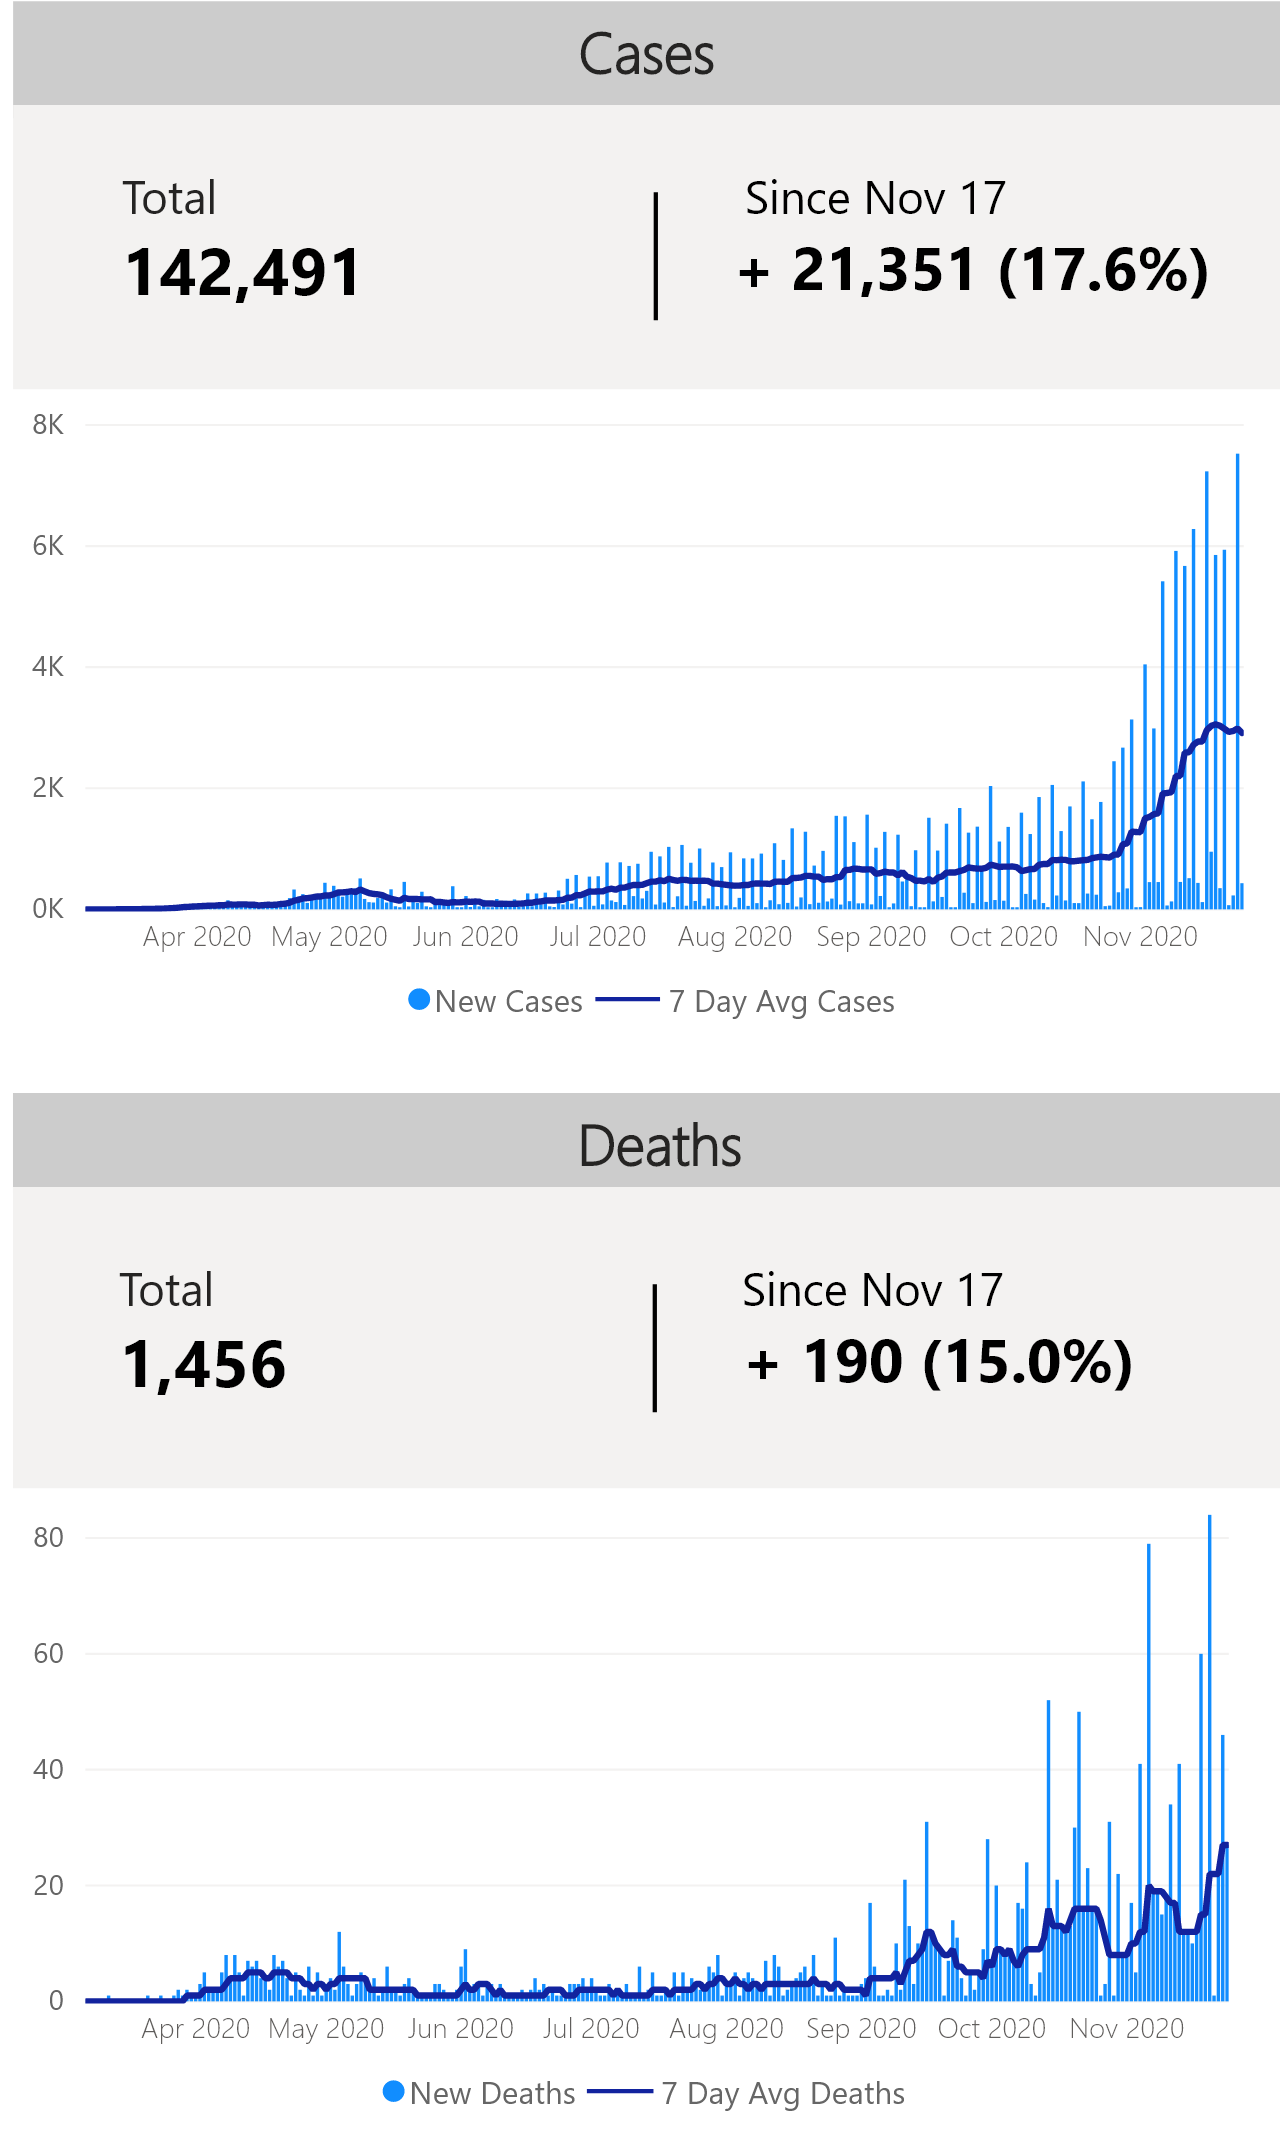 Cases
Total
Since Nov 17
142,491
+ 21,351 (17.6%)
8K
6K
4K
2K
0K
Apr 2020 May 2020 Jun 2020 Jul 2020 Aug 2020 Sep 2020 Oct 2020 Nov 2020
New Cases 7 Day Avg Cases
Deaths
Total
Since Nov 17
1,456
+ 190 (15.0%)
80
60
40
20
0
Apr 2020 May 2020 Jun 2020 Jul 2020 Aug 2020 Sep 2020 Oct 2020 Nov 2020
New Deaths 7 Day Avg Deaths